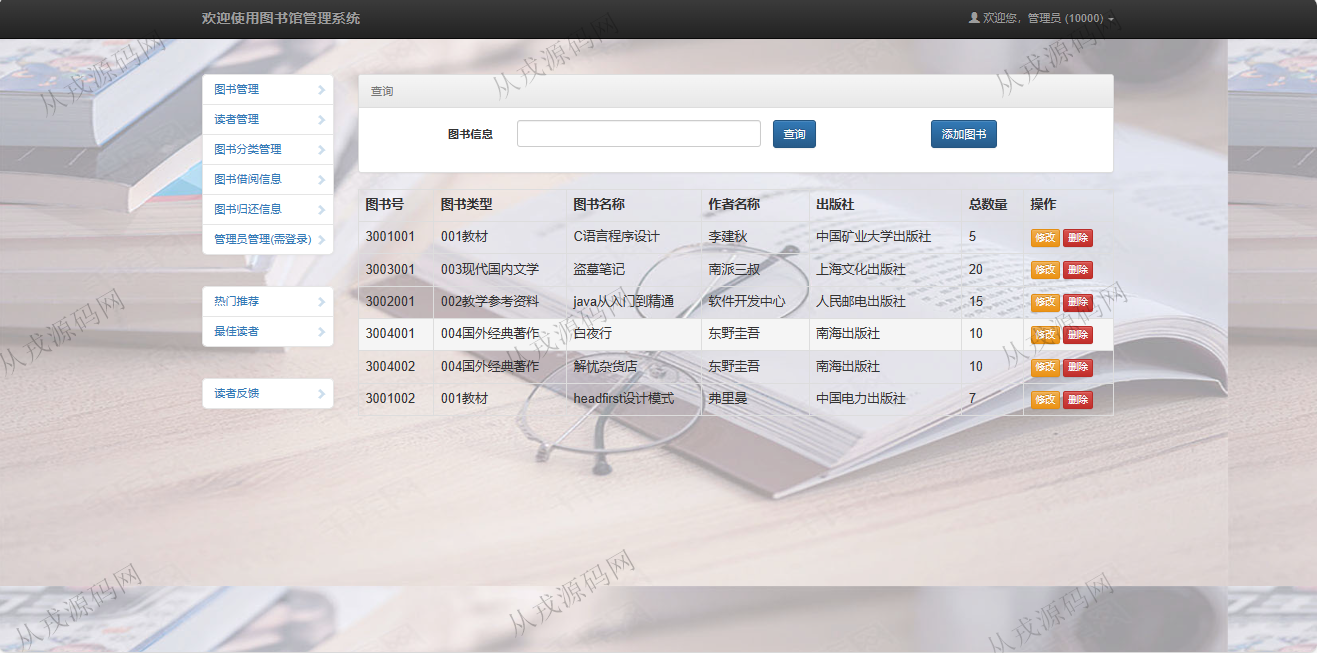 欢迎使用图书馆管理系统 欢迎您，管理员 (10000)
图书管理
读者管理
图书分类管理
图书借阅信息
图书归还信息
管理员管理(需登录)
热门推荐
最佳读者
读者反馈
查询
图书信息 查询 添加图书
图书号 图书类型 图书名称 作者名称 出版社 总数量 操作
3001001 001教材 C语言程序设计 李建秋 中国矿业大学出版社 5 修改 删除
3003001 003现代国内文学 盗墓笔记 南派三叔 上海文化出版社 20 修改 删除
3002001 002教学参考资料 java从入门到精通 软件开发中心 人民邮电出版社 15 修改 删除
3004001 004国外经典著作 白夜行 东野圭吾 南海出版社 10 修改 删除
3004002 004国外经典著作 解忧杂货店 东野圭吾 南海出版社 10 修改 删除
3001002 001教材 headfirst设计模式 弗里曼 中国电力出版社 7 修改 删除
从戎源码网
从戎源码网
从戎源码网
从戎源码网
从戎源码网
从戎源码网
从戎源码网
从戎源码网
从戎源码网